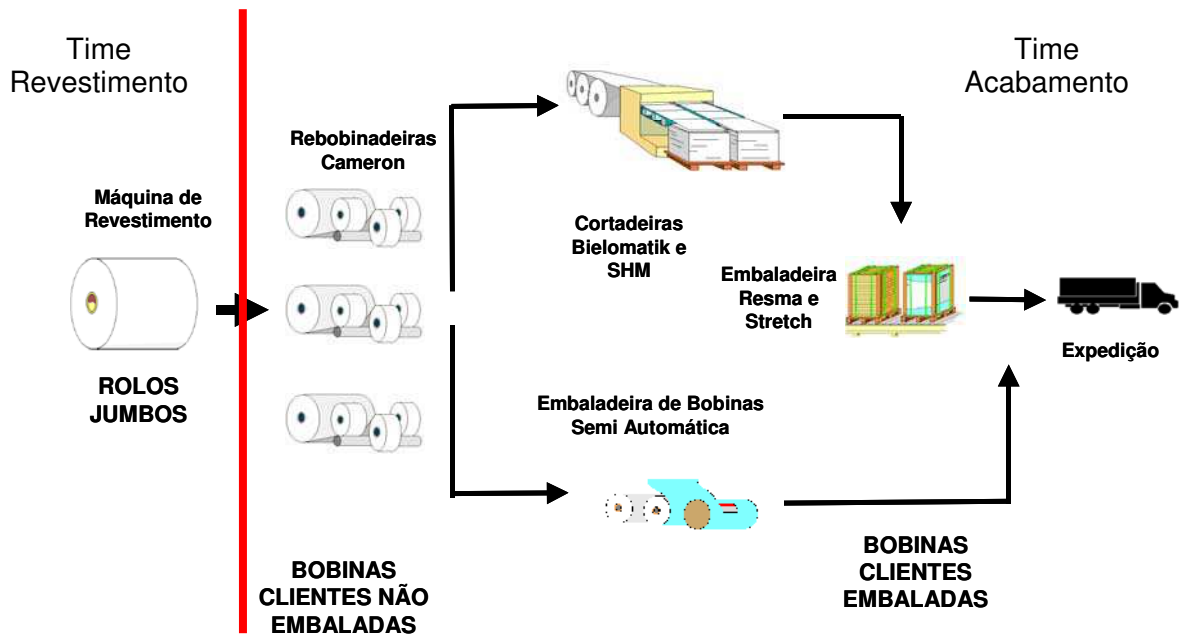 Time
Revestimento
Time
Acabamento
Rebobinadeiras
Cameron
Máquina de
Revestimento
Cortadeiras
Bielomatik e
SHM
Embaladeira
Resma e
Stretch
Expedição
ROLOS
JUMBOS
Embaladeira de Bobinas
Semi Automática
BOBINAS
CLIENTES NÃO
EMBALADAS
BOBINAS
CLIENTES
EMBALADAS